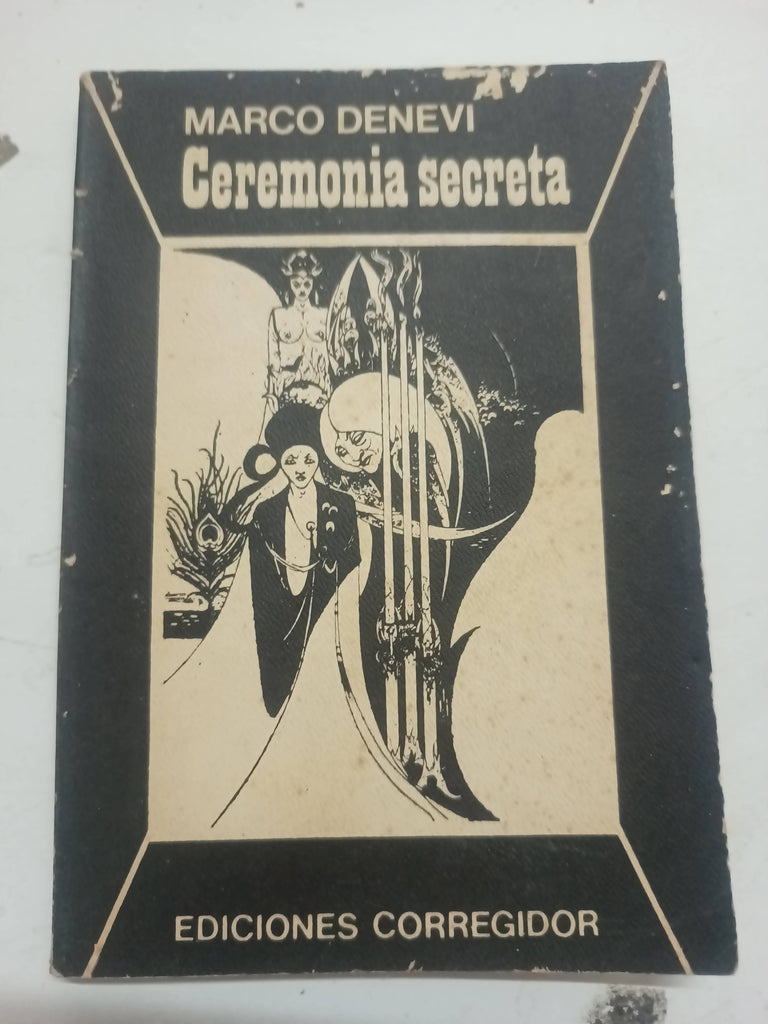 MARCO DENEVI
Ceremonia secreta
EDICIONES CORREGIDOR